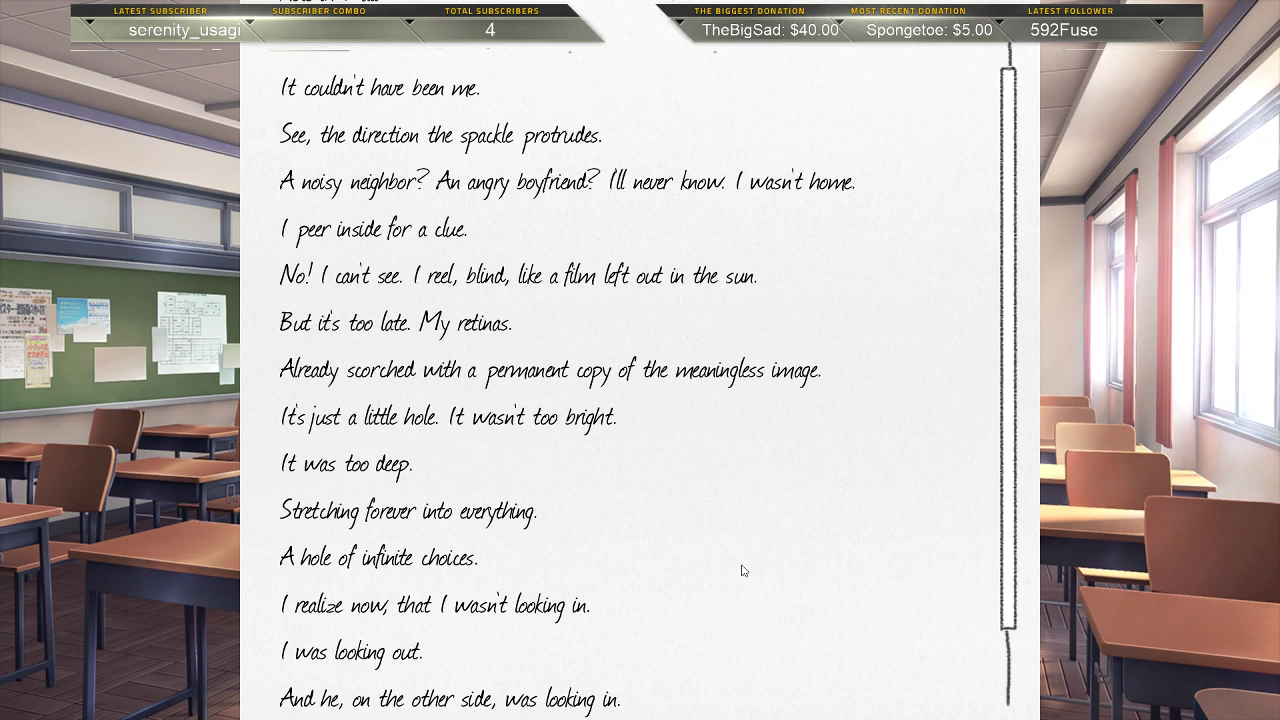 LATEST SUBSCRIBER
SUBSCRIBER COMBO
TOTAL SUBSCRIBERS
THE BIGGEST DONATION
MOST RECENT DONATION
LATEST FOLLOWER
serenity_usagi
4
TheBigSad: $40.00
Spongetoe: $5.00
592Fuse
It couldn't have been me.
See, the direction the spackle protrudes.
A noisy neighbor? An angry boyfriend? I'll never know. I wasn't home.
I peer inside for a clue.
No! I can't see. I reel, blind, like a film left out in the sun.
But it's too late. My retinas.
Already scorched with a permanent copy of the meaningless image.
It's just a little hole. It wasn't too bright.
It was too deep.
Stretching forever into everything.
A hole of infinite choices.
I realize now, that I wasn't looking in.
I was looking out.
And he, on the other side, was looking in.